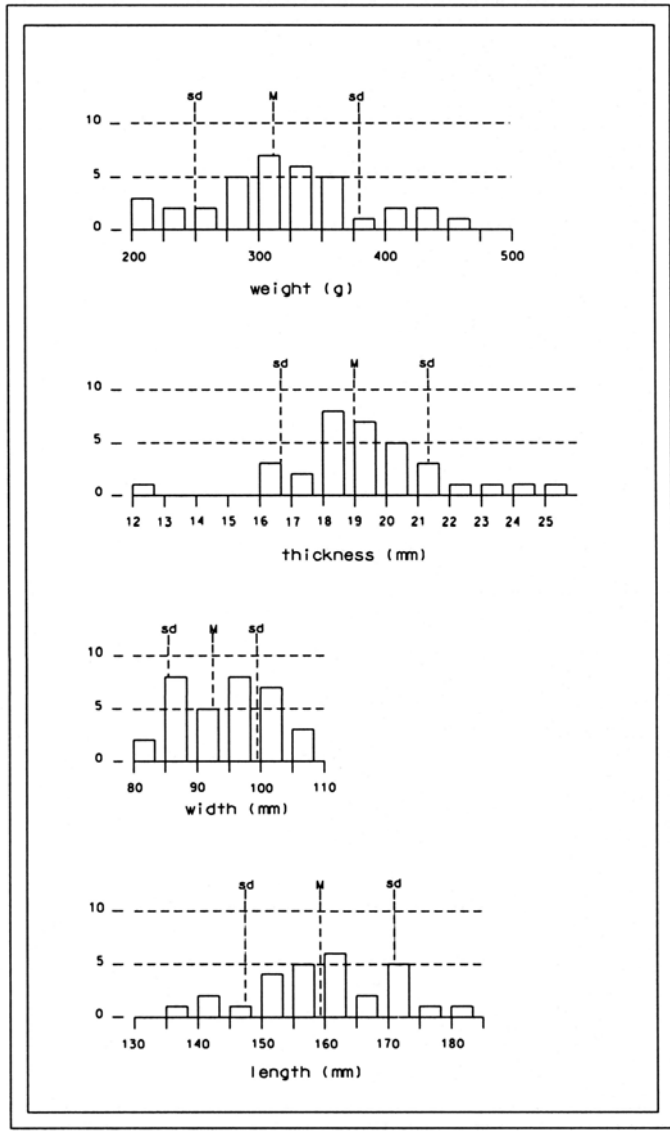 sd M sd
10
5
0
200 300 400 500
weight (g)
sd M sd
10
5
0
12 13 14 15 16 17 18 19 20 21 22 23 24 25
thickness (mm)
sd M sd
10
5
0
80 90 100 110
width (mm)
sd M sd
10
5
0
130 140 150 160 170 180
length (mm)